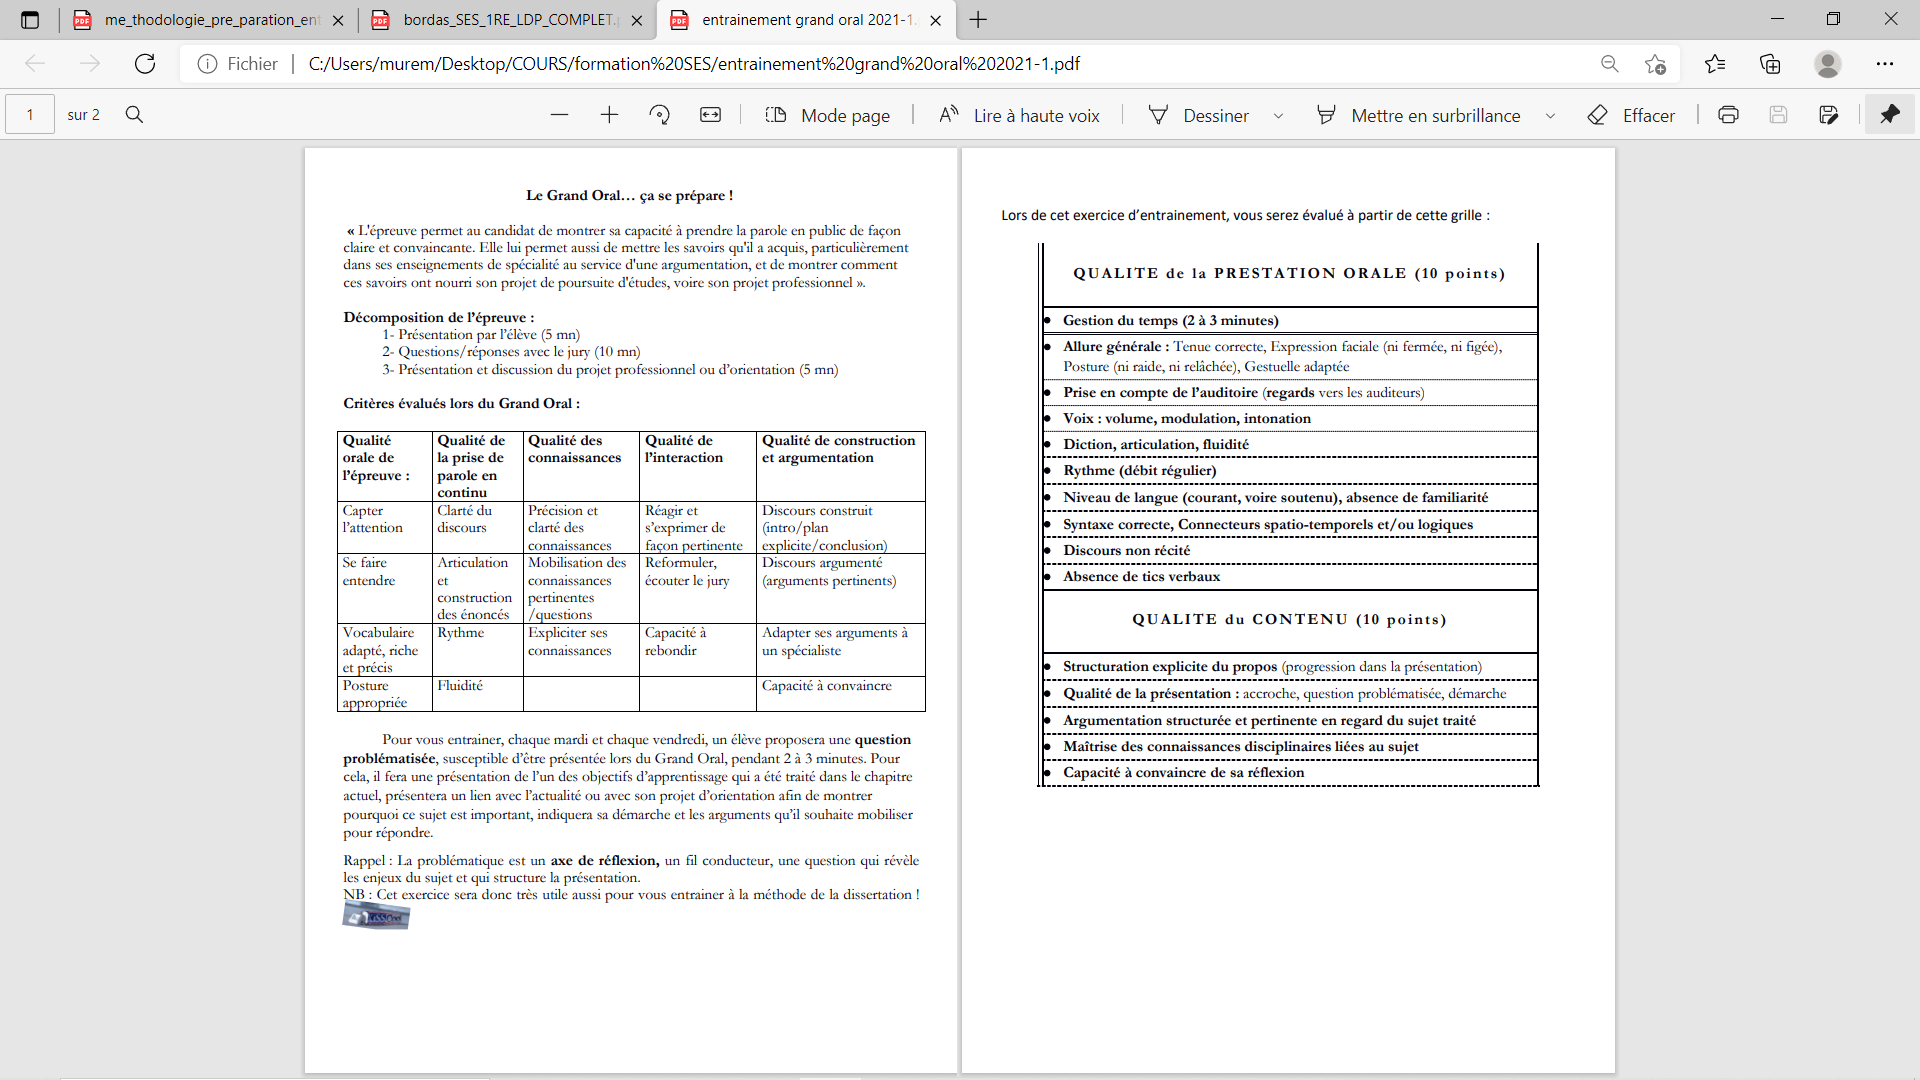 me_thodologie_pre_paration_ent
bordas_SES_1RE_LDP_COMPLET.p
entrainement grand oral 2021-1.
Fichier
C:/Users/murem/Desktop/COURS/formation%20SES/entrainement%20grand%20oral%202021-1.pdf
1 sur 2
Mode page
Lire à haute voix
Dessiner
Mettre en surbrillance
Effacer
Le Grand Oral… ça se prépare !
« L'épreuve permet au candidat de montrer sa capacité à prendre la parole en public de façon
claire et convaincante. Elle lui permet aussi de mettre les savoirs qu'il a acquis, particulièrement
dans ses enseignements de spécialité au service d'une argumentation, et de montrer comment
ces savoirs ont nourri son projet de poursuite d'études, voire son projet professionnel ».
Décomposition de l'épreuve :
1- Présentation par l'élève (5 mn)
2- Questions/réponses avec le jury (10 mn)
3- Présentation et discussion du projet professionnel ou d'orientation (5 mn)
Critères évalués lors du Grand Oral :
Qualité
orale de
l'épreuve :
Qualité de
la prise de
parole en
continu
Qualité des
connaissances
Qualité de
l'interaction
Qualité de construction
et argumentation
Capter
l'attention
Clarté du
discours
Précision et
clarté des
connaissances
Réagir et
s'exprimer de
façon pertinente
Discours construit
(intro/plan
explicite/conclusion)
Se faire
entendre
Articulation
et
construction
des énoncés
Mobilisation des
connaissances
pertinentes
/questions
Reformuler,
écouter le jury
Discours argumenté
(arguments pertinents)
Vocabulaire
adapté, riche
et précis
Rythme
Expliciter ses
connaissances
Capacité à
rebondir
Adapter ses arguments à
un spécialiste
Posture
appropriée
Fluidité
Capacité à convaincre
Pour vous entrainer, chaque mardi et chaque vendredi, un élève proposera une question
problématisée, susceptible d'être présentée lors du Grand Oral, pendant 2 à 3 minutes. Pour
cela, il fera une présentation de l'un des objectifs d'apprentissage qui a été traité dans le chapitre
actuel, présentera un lien avec l'actualité ou avec son projet d'orientation afin de montrer
pourquoi ce sujet est important, indiquera sa démarche et les arguments qu'il souhaite mobiliser
pour répondre.
Rappel : La problématique est un axe de réflexion, un fil conducteur, une question qui révèle
les enjeux du sujet et qui structure la présentation.
NB : Cet exercice sera donc très utile aussi pour vous entrainer à la méthode de la dissertation !
Lors de cet exercice d'entrainement, vous serez évalué à partir de cette grille :
QUALITE de la PRESTATION ORALE (10 points)
• Gestion du temps (2 à 3 minutes)
• Allure générale : Tenue correcte, Expression faciale (ni fermée, ni figée),
Posture (ni raide, ni relâchée), Gestuelle adaptée
• Prise en compte de l'auditoire (regards vers les auditeurs)
• Voix : volume, modulation, intonation
• Diction, articulation, fluidité
• Rythme (débit régulier)
• Niveau de langue (courant, voire soutenu), absence de familiarité
• Syntaxe correcte, Connecteurs spatio-temporels et/ou logiques
• Discours non récité
• Absence de tics verbaux
QUALITE du CONTENU (10 points)
• Structuration explicite du propos (progression dans la présentation)
• Qualité de la présentation : accroche, question problématisée, démarche
• Argumentation structurée et pertinente en regard du sujet traité
• Maîtrise des connaissances disciplinaires liées au sujet
• Capacité à convaincre de sa réflexion